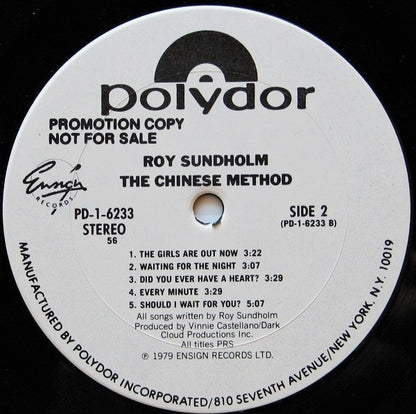 polydor
PROMOTION COPY
NOT FOR SALE
ROY SUNDHOLM
THE CHINESE METHOD
Ensign
RECORDS
PD-1-6233
STEREO
56
SIDE 2
(PD-1-6233 B)
1. THE GIRLS ARE OUT NOW 3:22
2. WAITING FOR THE NIGHT 3:07
3. DID YOU EVER HAVE A HEART? 3:29
4. EVERY MINUTE 3:29
5. SHOULD I WAIT FOR YOU? 5:07
All songs written by Roy Sundholm
Produced by Vinnie Castellano/Dark
Cloud Productions Inc.
All titles PRS
℗ 1979 ENSIGN RECORDS LTD.
MANUFACTURED BY POLYDOR INCORPORATED/810 SEVENTH AVENUE/NEW YORK, N.Y. 10019